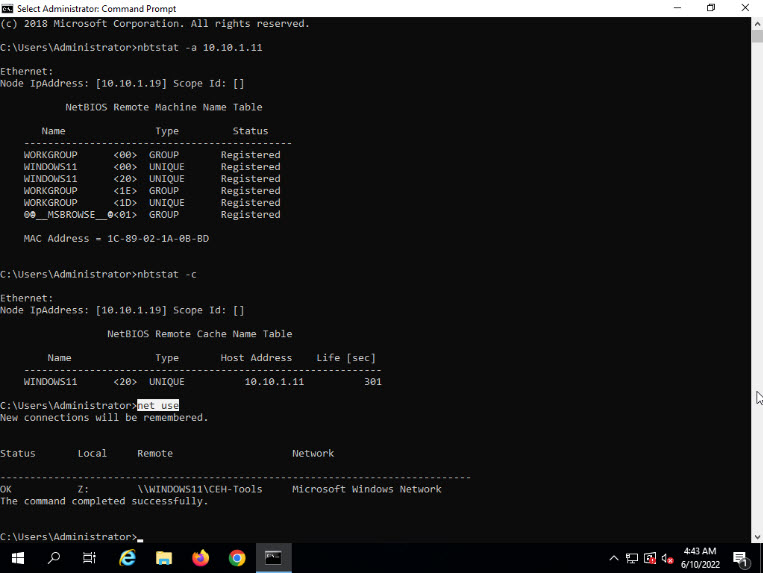 Select Administrator: Command Prompt
(c) 2018 Microsoft Corporation. All rights reserved.
C:\Users\Administrator>nbtstat -a 10.10.1.11
Ethernet:
Node IpAddress: [10.10.1.19] Scope Id: []
NetBIOS Remote Machine Name Table
Name Type Status
---------------------------------------------
WORKGROUP <00> GROUP Registered
WINDOWS11 <00> UNIQUE Registered
WINDOWS11 <20> UNIQUE Registered
WORKGROUP <1E> GROUP Registered
WORKGROUP <1D> UNIQUE Registered
☺☻__MSBROWSE__☻<01> GROUP Registered
MAC Address = 1C-89-02-1A-0B-BD
C:\Users\Administrator>nbtstat -c
Ethernet:
Node IpAddress: [10.10.1.19] Scope Id: []
NetBIOS Remote Cache Name Table
Name Type Host Address Life [sec]
------------------------------------------------------------
WINDOWS11 <20> UNIQUE 10.10.1.11 301
C:\Users\Administrator>net use
New connections will be remembered.
Status Local Remote Network
-------------------------------------------------------------------------------
OK Z: \\WINDOWS11\CEH-Tools Microsoft Windows Network
The command completed successfully.
C:\Users\Administrator>
4:43 AM
6/10/2022
1